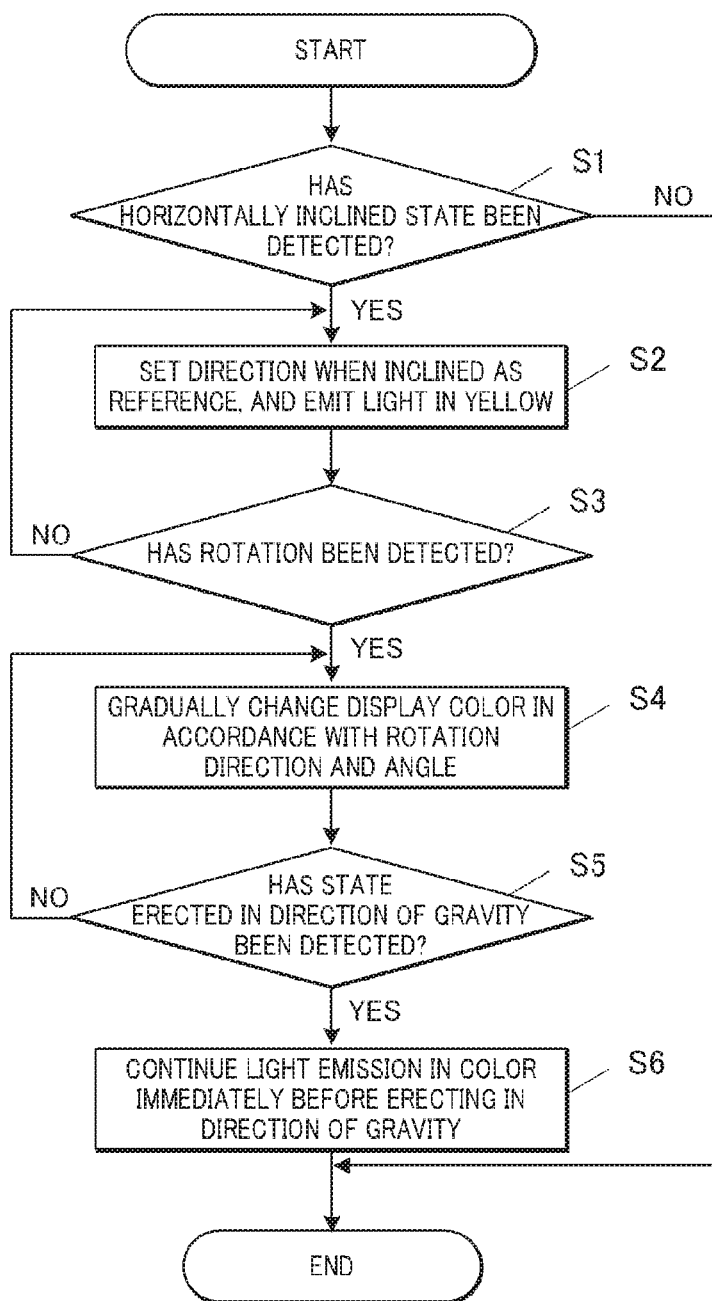 START
S1
HAS
HORIZONTALLY INCLINED STATE BEEN
DETECTED?
NO
YES
S2
SET DIRECTION WHEN INCLINED AS
REFERENCE, AND EMIT LIGHT IN YELLOW
S3
HAS ROTATION BEEN DETECTED?
NO
YES
S4
GRADUALLY CHANGE DISPLAY COLOR IN
ACCORDANCE WITH ROTATION
DIRECTION AND ANGLE
S5
HAS STATE
ERECTED IN DIRECTION OF GRAVITY
BEEN DETECTED?
NO
YES
S6
CONTINUE LIGHT EMISSION IN COLOR
IMMEDIATELY BEFORE ERECTING IN
DIRECTION OF GRAVITY
END